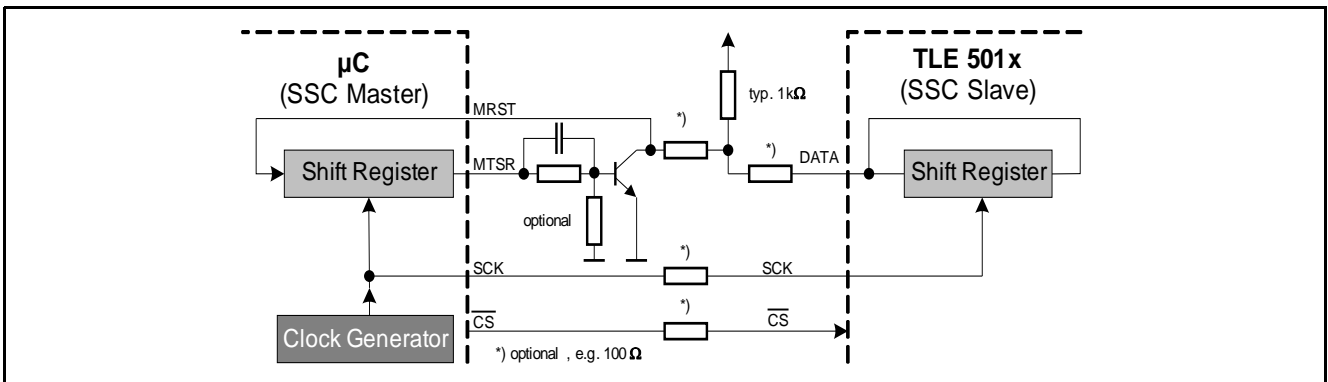 µC
(SSC Master)
TLE 501x
(SSC Slave)
typ. 1kΩ
MRST
*)
*)
DATA
MTSR
Shift Register
Shift Register
optional
*)
SCK
SCK
*)
CS
CS
Clock Generator
*) optional , e.g. 100 Ω